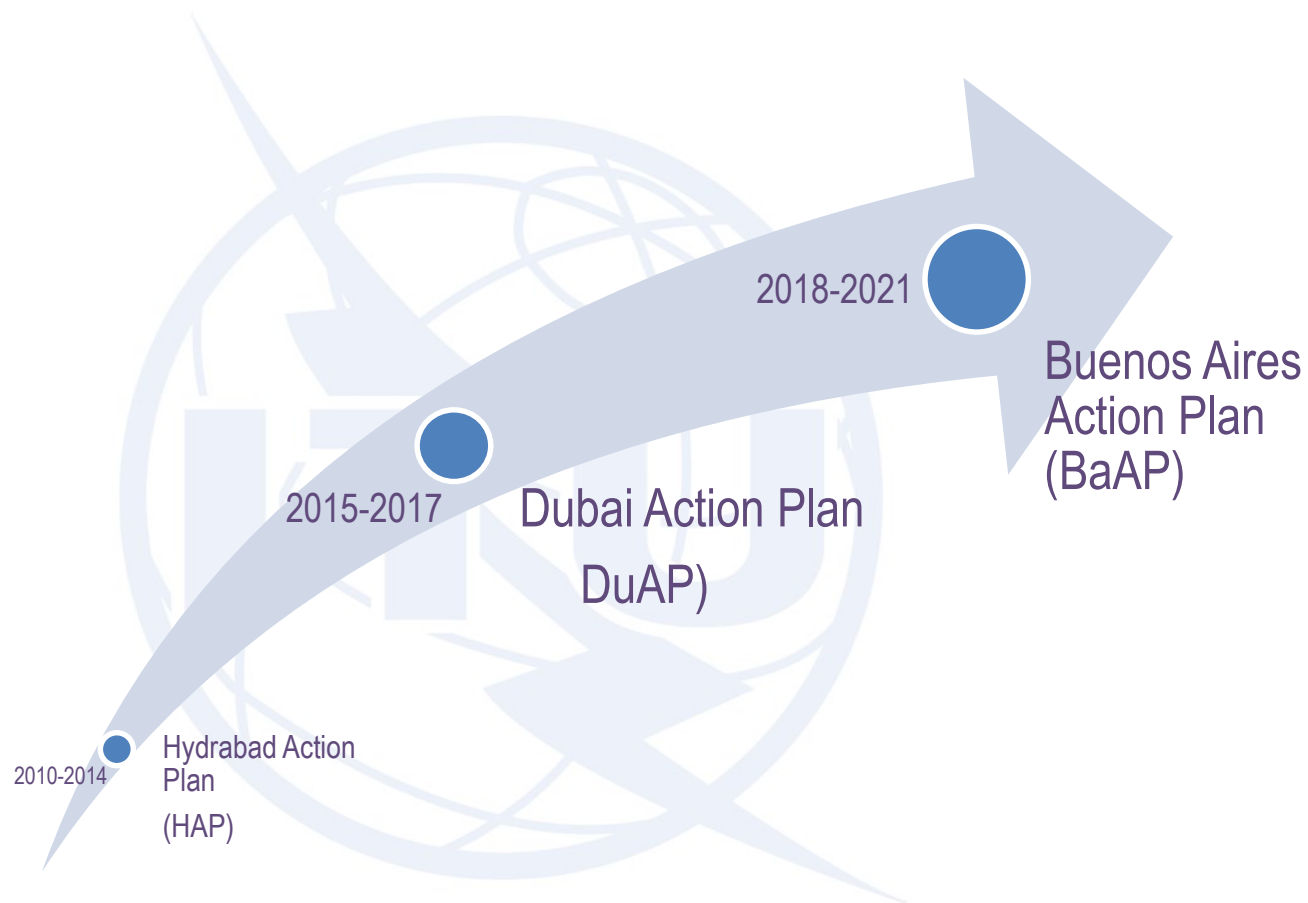 2018-2021
Buenos Aires
Action Plan
(BaAP)
2015-2017
Dubai Action Plan
DuAP)
2010-2014
Hydrabad Action
Plan
(HAP)
ITU